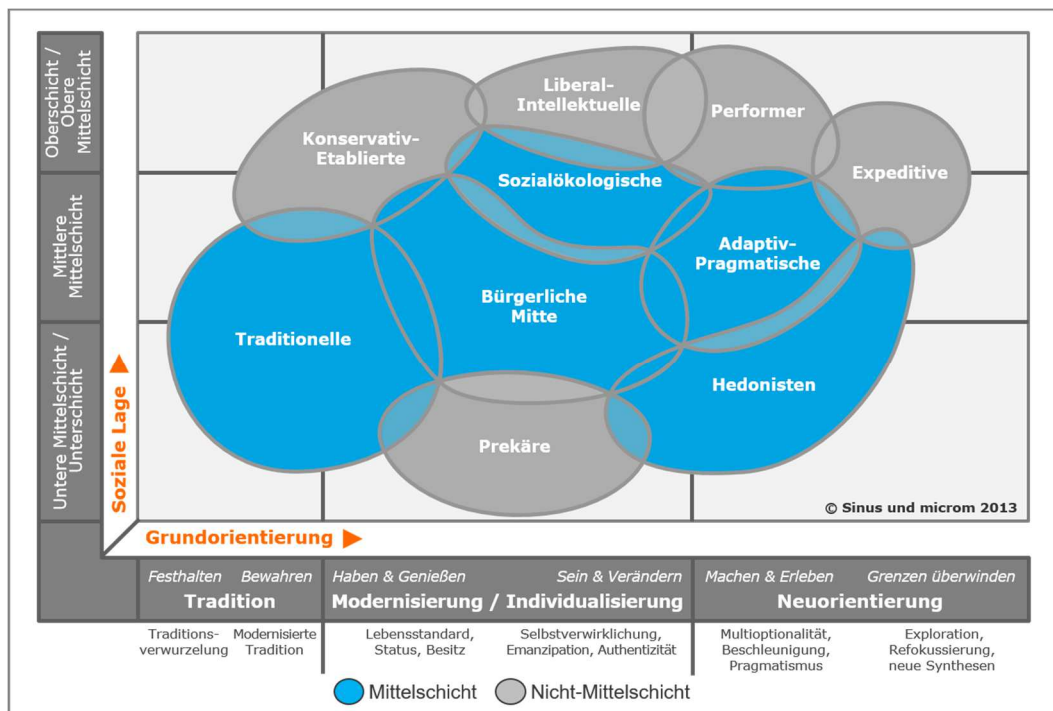 Oberschicht /
Obere
Mittelschicht
Mittlere
Mittelschicht
Untere Mittelschicht /
Unterschicht
Soziale Lage
Konservativ-
Etablierte
Liberal-
Intellektuelle
Performer
Expeditive
Sozialökologische
Adaptiv-
Pragmatische
Bürgerliche
Mitte
Traditionelle
Hedonisten
Prekäre
© Sinus und microm 2013
Grundorientierung
Festhalten Bewahren
Tradition
Haben & Genießen Sein & Verändern
Modernisierung / Individualisierung
Machen & Erleben Grenzen überwinden
Neuorientierung
Traditions-
verwurzelung
Modernisierte
Tradition
Lebensstandard,
Status, Besitz
Selbstverwirklichung,
Emanzipation, Authentizität
Multioptionalität,
Beschleunigung,
Pragmatismus
Exploration,
Refokussierung,
neue Synthesen
Mittelschicht
Nicht-Mittelschicht